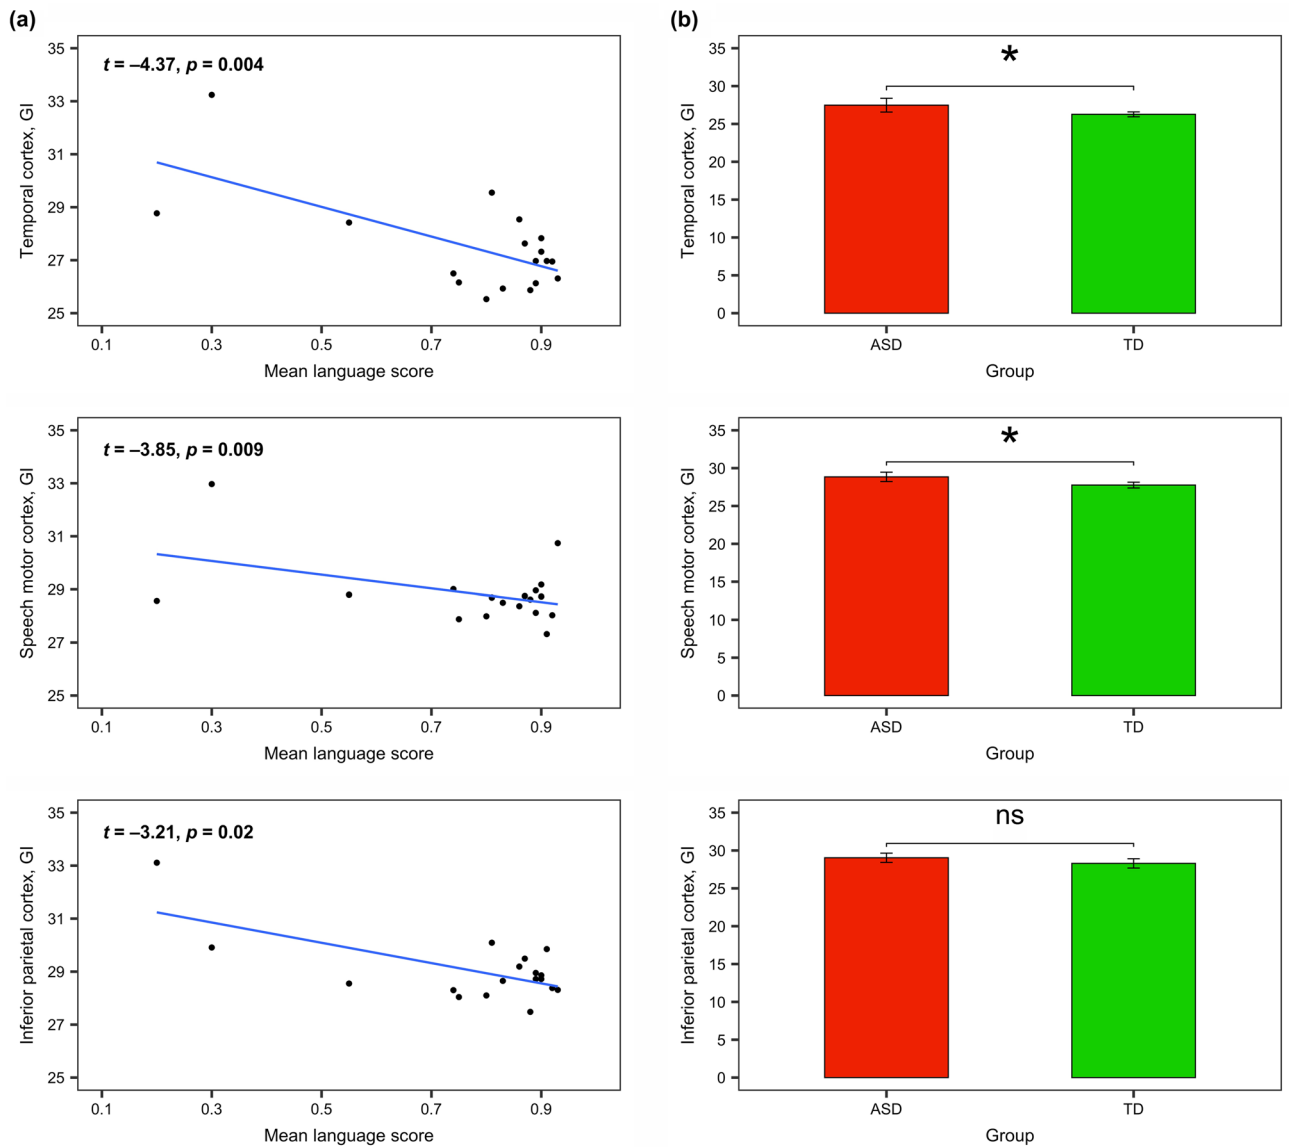 (a)
t = –4.37, p = 0.004
Temporal cortex, GI
35
33
31
29
27
25
0.1 0.3 0.5 0.7 0.9
Mean language score
(b)
*
Temporal cortex, GI
35
30
25
20
15
10
5
0
ASD TD
Group
t = –3.85, p = 0.009
Speech motor cortex, GI
35
33
31
29
27
25
0.1 0.3 0.5 0.7 0.9
Mean language score
*
Speech motor cortex, GI
35
30
25
20
15
10
5
0
ASD TD
Group
t = –3.21, p = 0.02
Inferior parietal cortex, GI
35
33
31
29
27
25
0.1 0.3 0.5 0.7 0.9
Mean language score
ns
Inferior parietal cortex, GI
35
30
25
20
15
10
5
0
ASD TD
Group